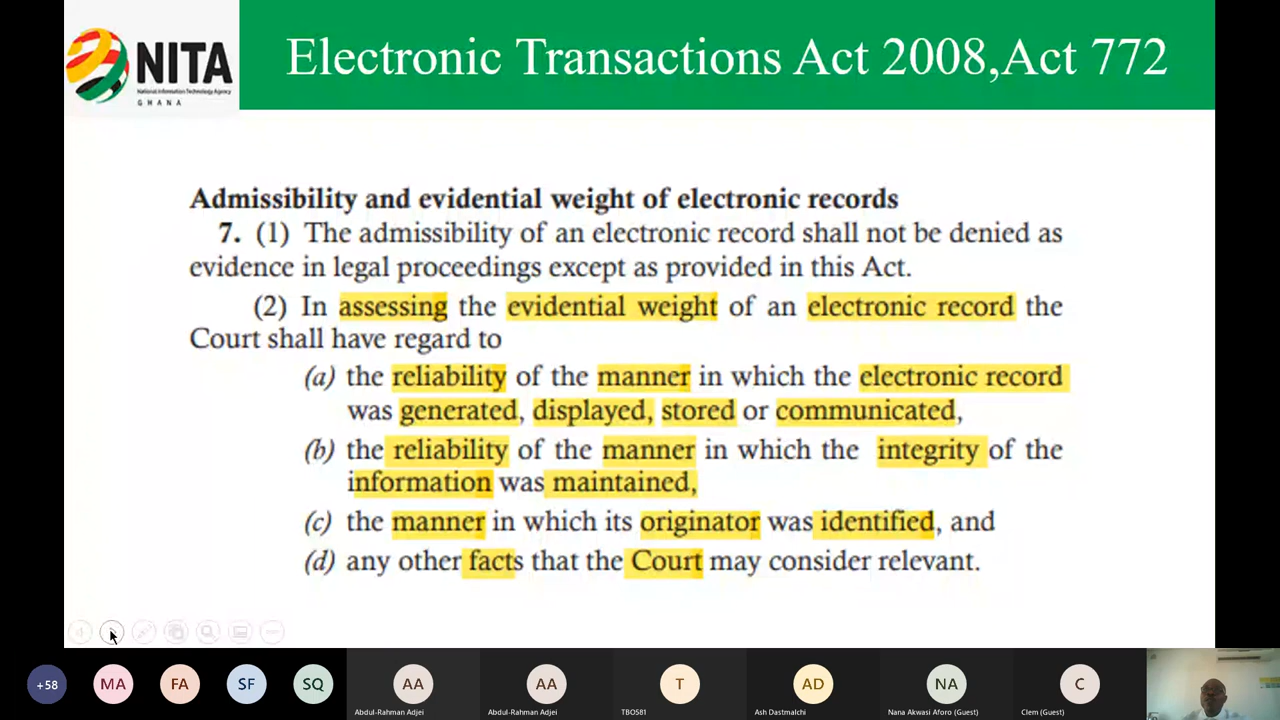 NITA
National Information Technology Agency
GHANA
Electronic Transactions Act 2008,Act 772
Admissibility and evidential weight of electronic records
7. (1) The admissibility of an electronic record shall not be denied as
evidence in legal proceedings except as provided in this Act.
(2) In assessing the evidential weight of an electronic record the
Court shall have regard to
(a) the reliability of the manner in which the electronic record
was generated, displayed, stored or communicated,
(b) the reliability of the manner in which the integrity of the
information was maintained,
(c) the manner in which its originator was identified, and
(d) any other facts that the Court may consider relevant.
+58 MA FA SF SQ AA AA T AD NA C
Abdul-Rahman Adjei Abdul-Rahman Adjei TBO581 Ash Dastmalchi Nana Akwasi Aforo (Guest) Clem (Guest)